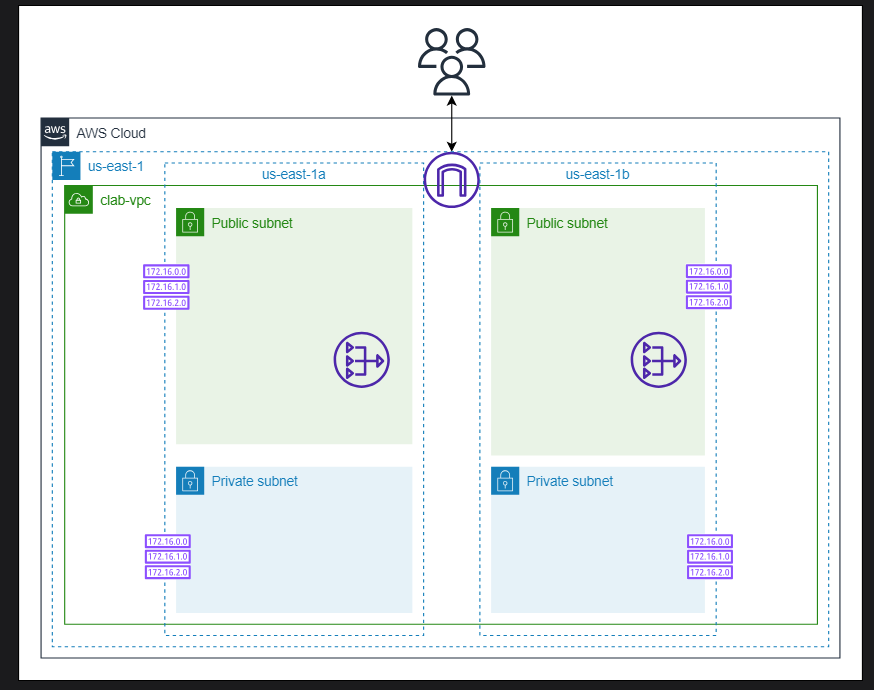 aws
AWS Cloud
us-east-1
us-east-1a
us-east-1b
clab-vpc
Public subnet
Public subnet
172.16.0.0
172.16.1.0
172.16.2.0
172.16.0.0
172.16.1.0
172.16.2.0
Private subnet
Private subnet
172.16.0.0
172.16.1.0
172.16.2.0
172.16.0.0
172.16.1.0
172.16.2.0